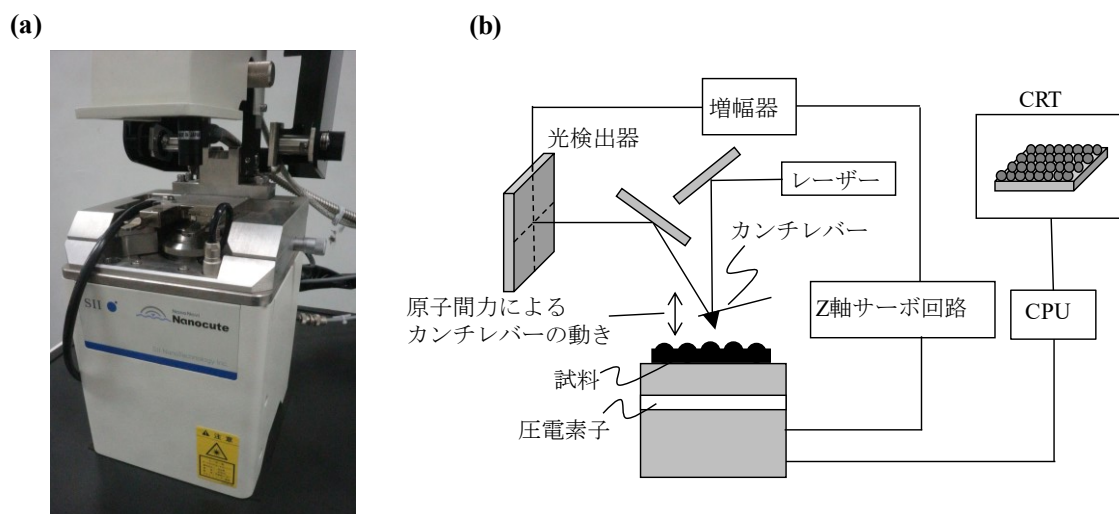 (a)
(b)
SII
Nanocute
注意
増幅器
CRT
光検出器
レーザー
カンチレバー
原子間力による
カンチレバーの動き
Z軸サーボ回路
CPU
試料
圧電素子